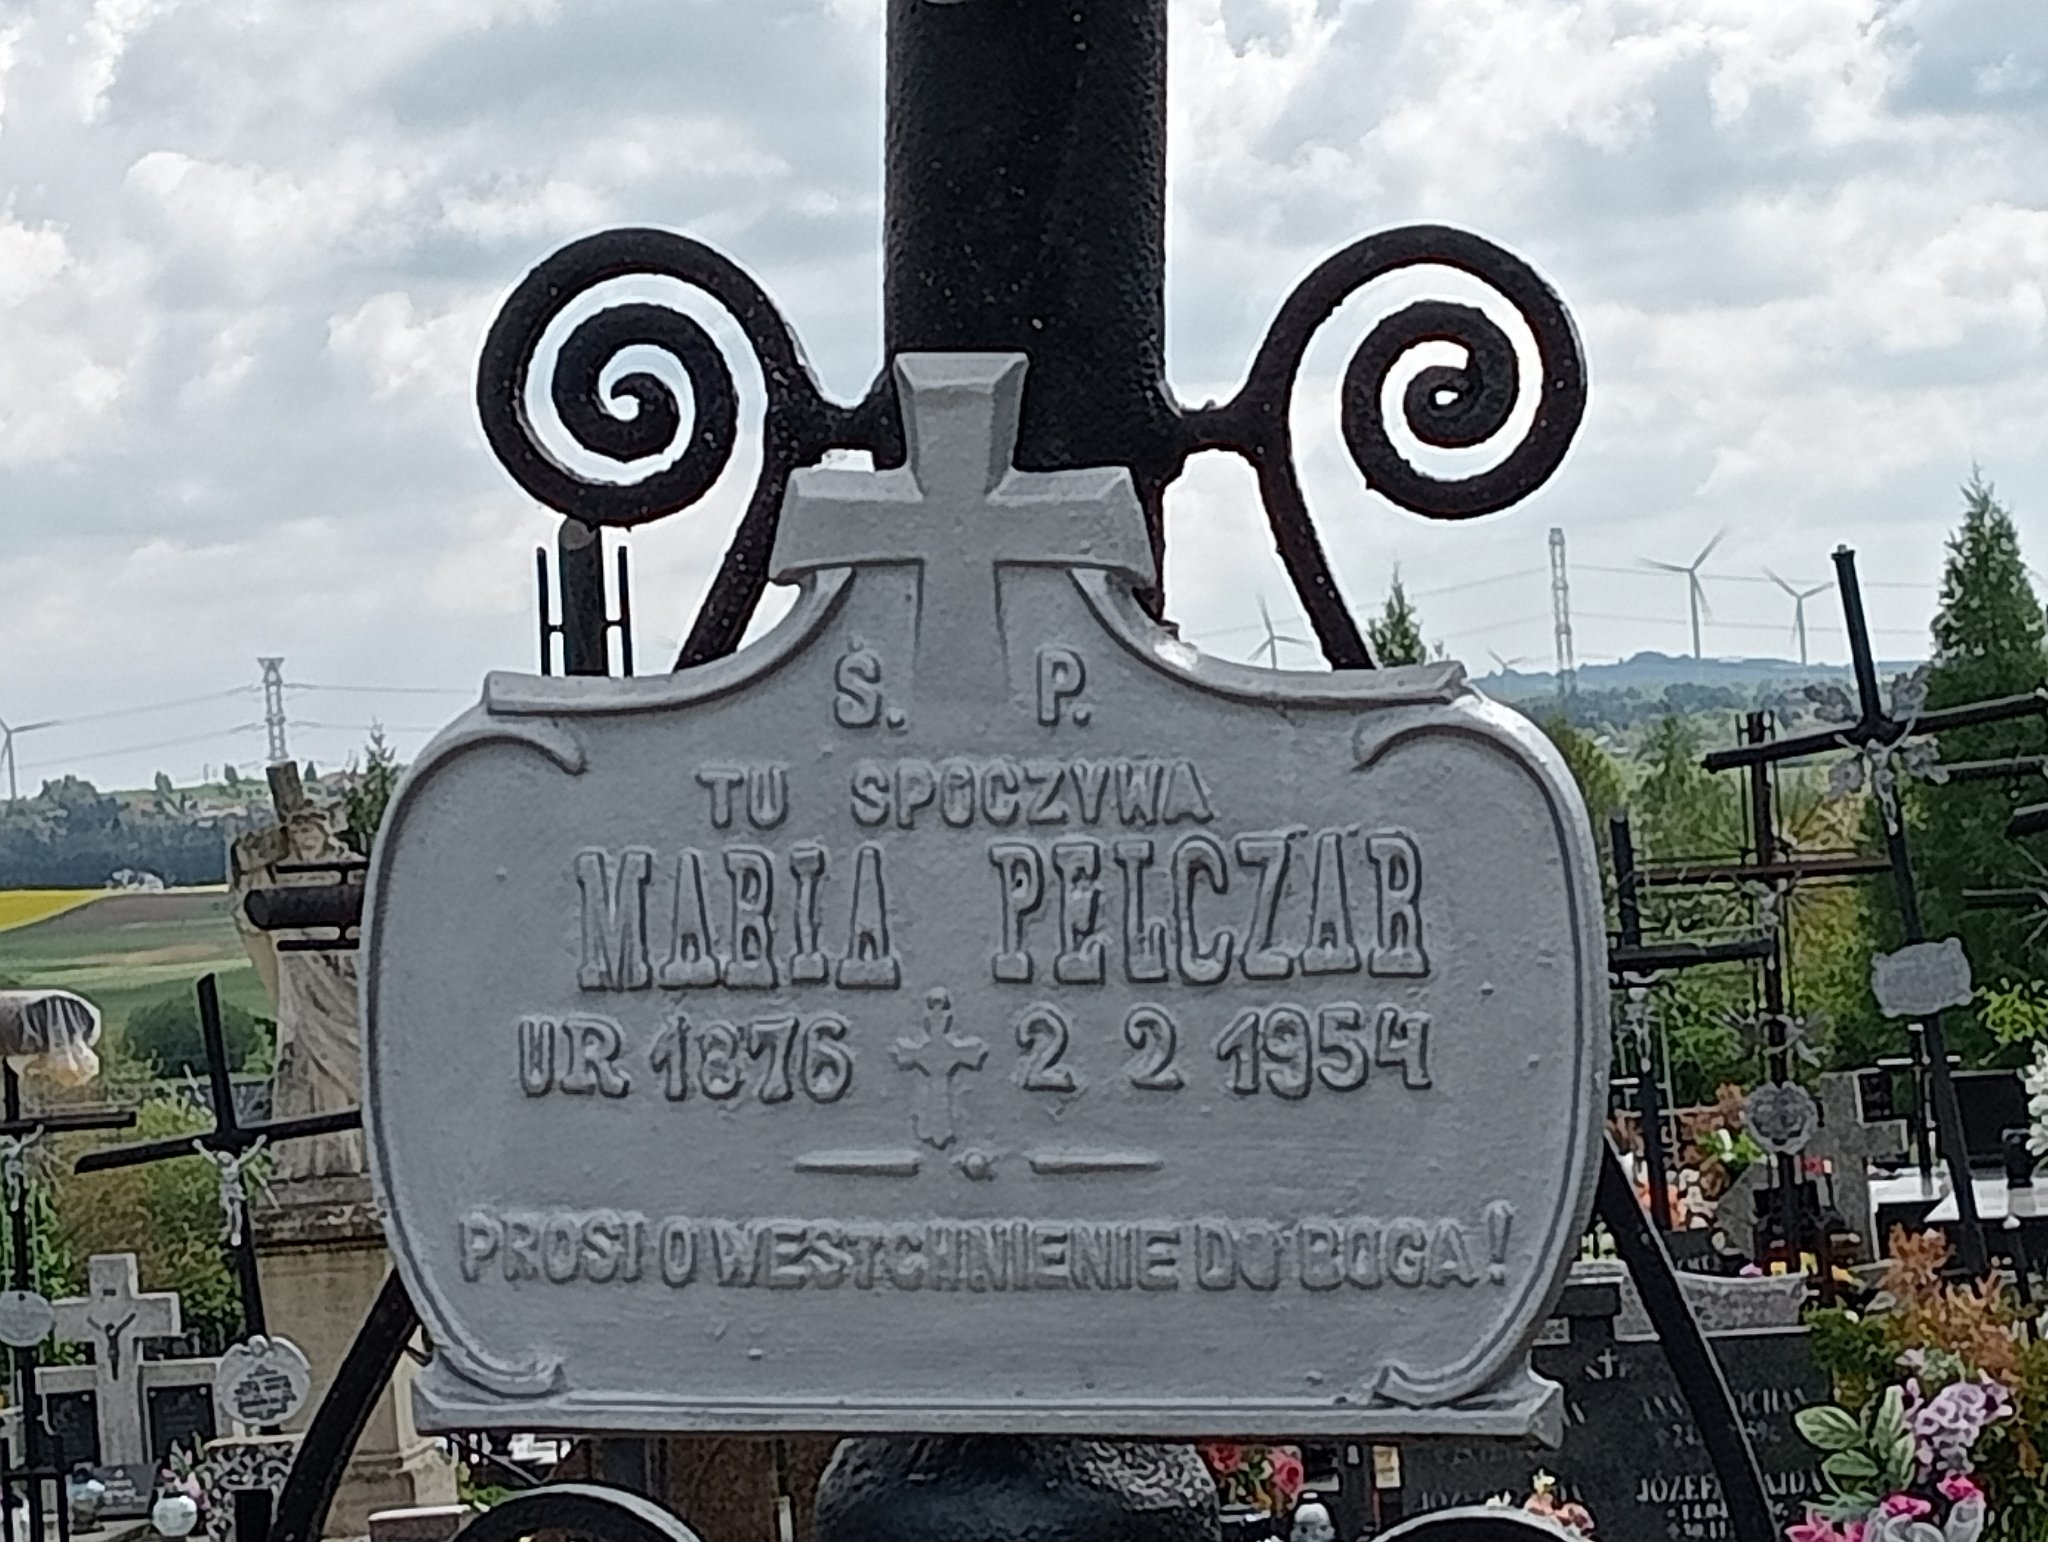 Ś. P.
TU SPOCZYWA
MARIA PELCZAR
UR 1876 2 2 1954
PROSI O WESTCHNIENIE DO BOGA!